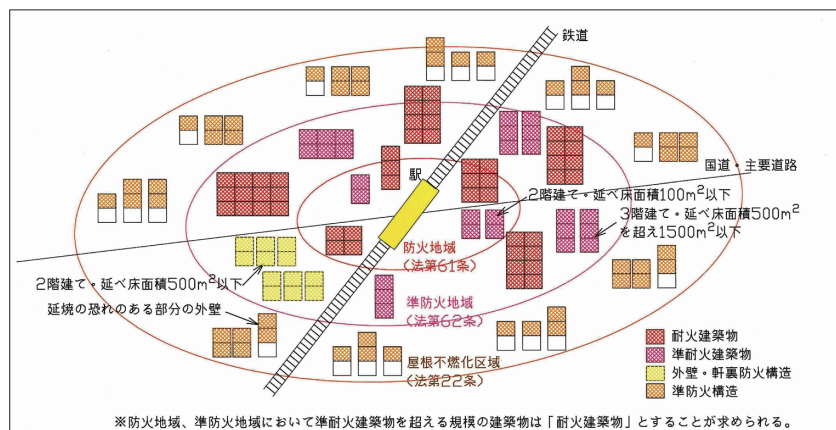 鉄道
国道・主要道路
駅
2階建て・延べ床面積100m²以下
3階建て・延べ床面積500m²
を超え1500m²以下
防火地域
(法第61条)
2階建て・延べ床面積500m²以下
延焼の恐れのある部分の外壁
準防火地域
(法第62条)
屋根不燃化区域
(法第22条)
耐火建築物
準耐火建築物
外壁・軒裏防火構造
準防火構造
※防火地域、準防火地域において準耐火建築物を超える規模の建築物は「耐火建築物」とすることが求められる。